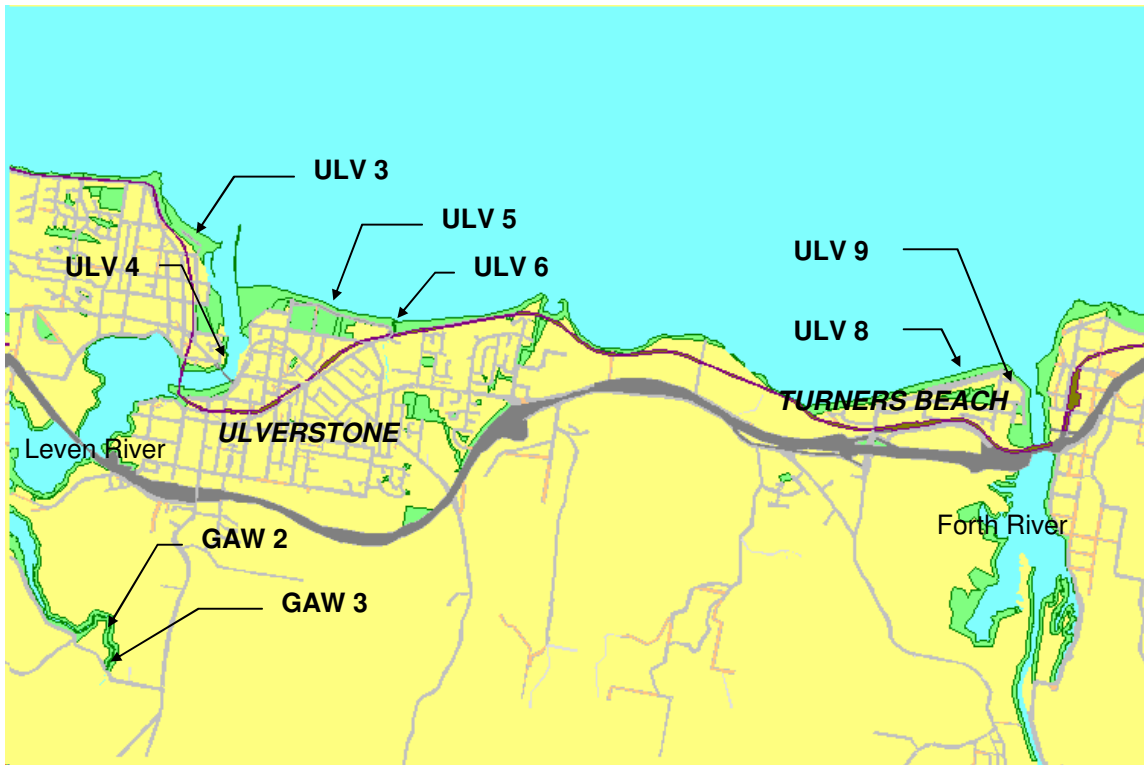 ULV 3
ULV 5
ULV 9
ULV 4
ULV 6
ULV 8
TURNERS BEACH
ULVERSTONE
Leven River
Forth River
GAW 2
GAW 3